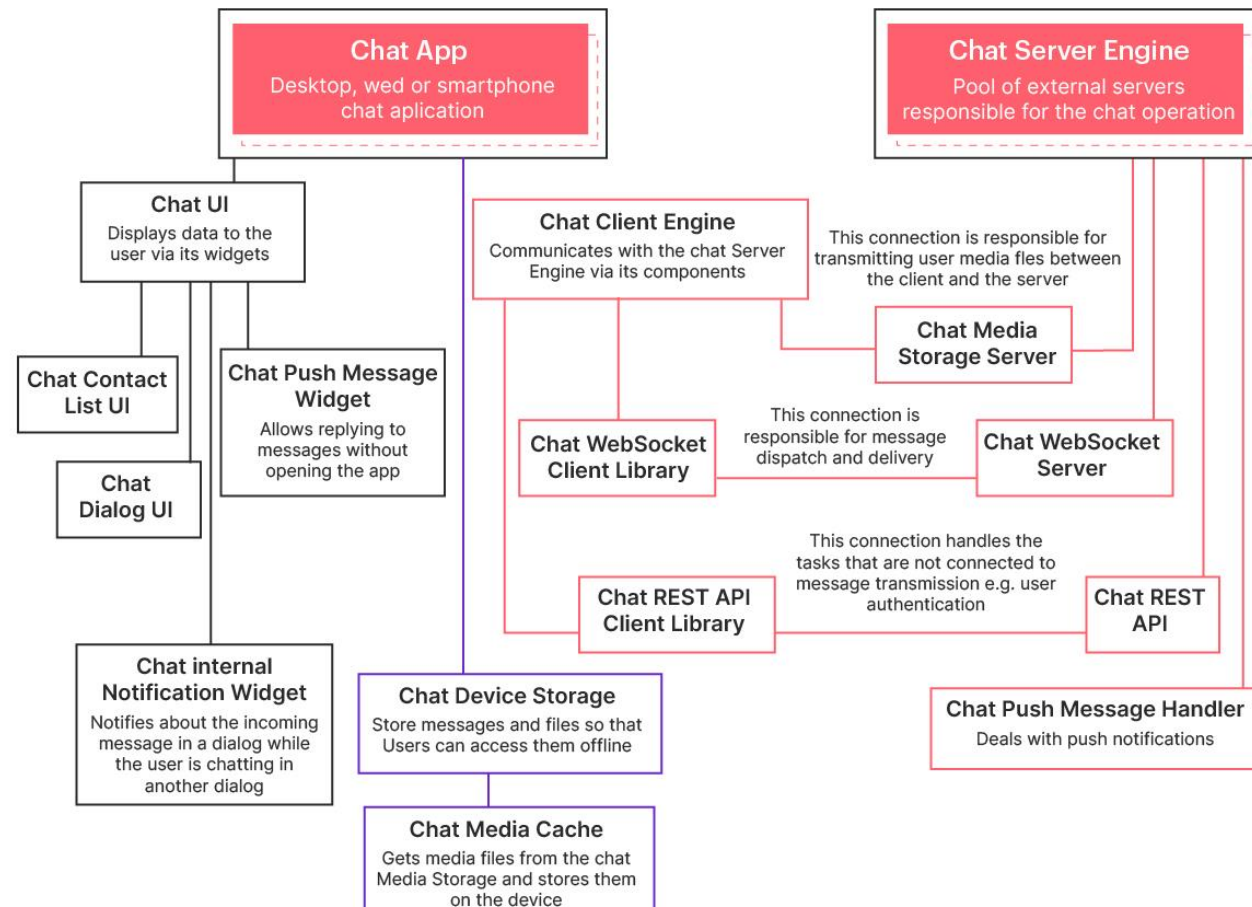 Chat App
Desktop, wed or smartphone
chat aplication
Chat Server Engine
Pool of external servers
responsible for the chat operation
Chat UI
Displays data to the
user via its widgets
Chat Client Engine
Communicates with the chat Server
Engine via its components
This connection is responsible for
transmitting user media fles between
the client and the server
Chat Media
Storage Server
Chat Contact
List UI
Chat Push Message
Widget
Allows replying to
messages without
opening the app
Chat
Dialog UI
Chat WebSocket
Client Library
This connection is
responsible for message
dispatch and delivery
Chat WebSocket
Server
This connection handles the
tasks that are not connected to
message transmission e.g. user
authentication
Chat REST API
Client Library
Chat REST
API
Chat internal
Notification Widget
Notifies about the incoming
message in a dialog while
the user is chatting in
another dialog
Chat Device Storage
Store messages and files so that
Users can access them offline
Chat Push Message Handler
Deals with push notifications
Chat Media Cache
Gets media files from the chat
Media Storage and stores them
on the device